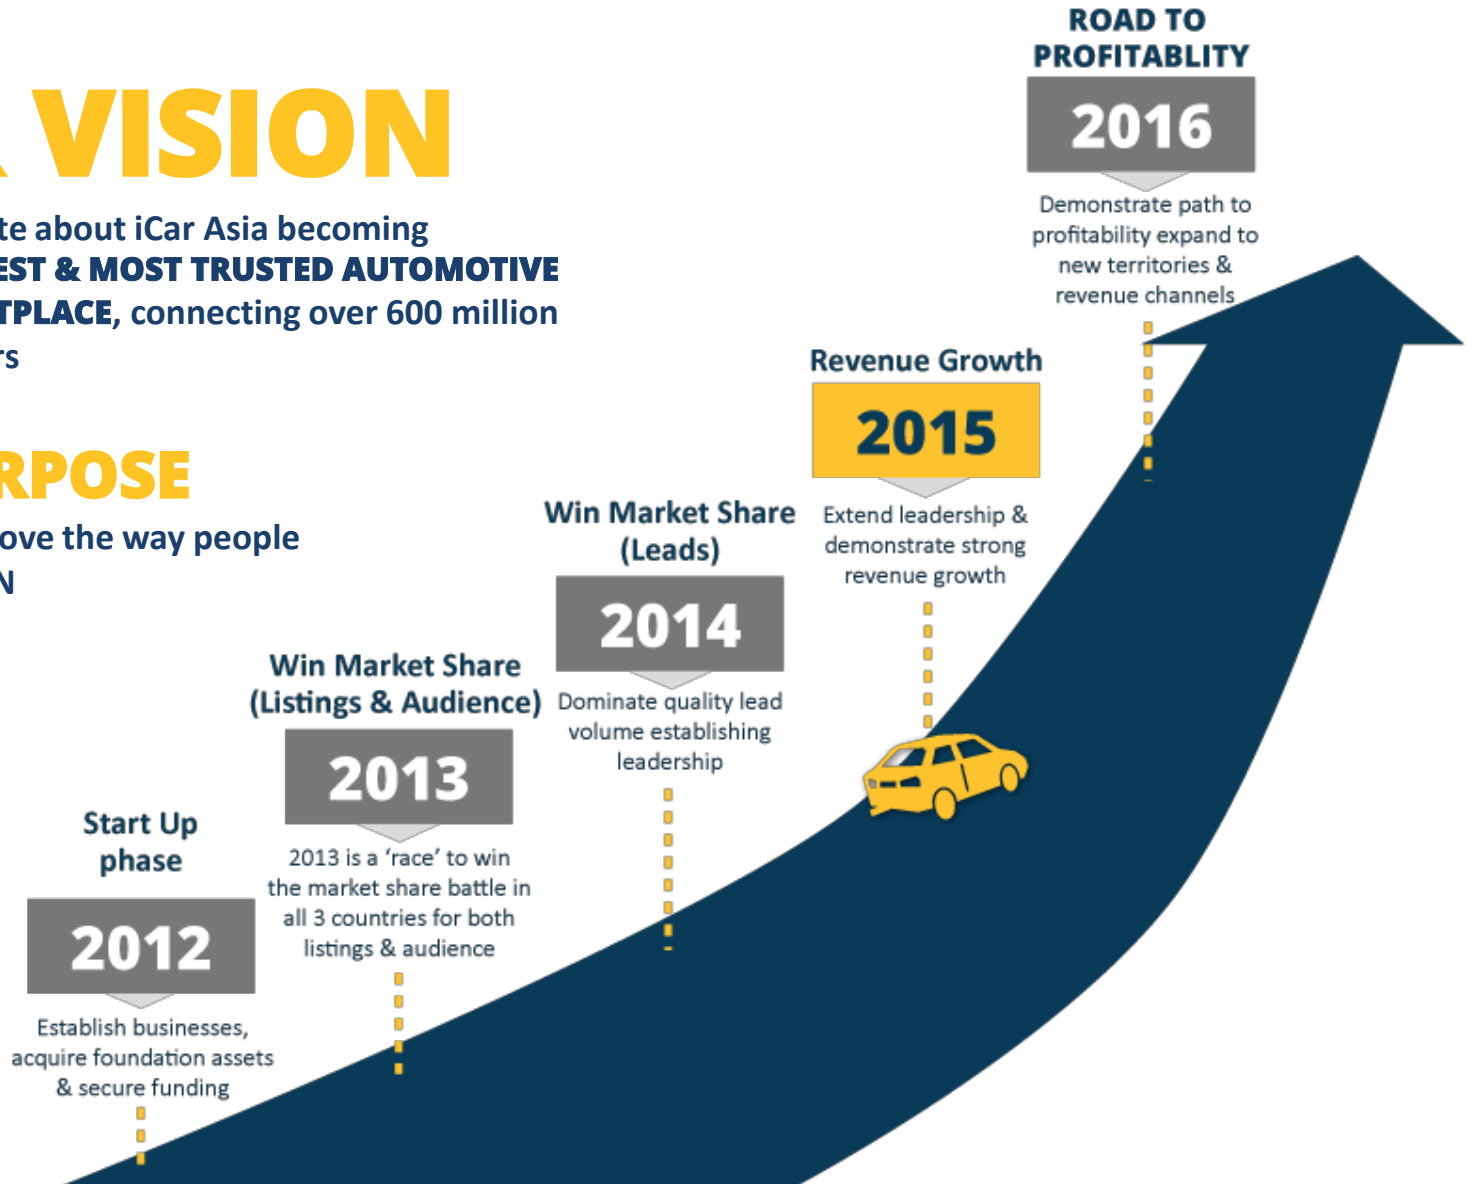 VISION
te about iCar Asia becoming
EST & MOST TRUSTED AUTOMOTIVE
TPLACE, connecting over 600 million
rs
RPOSE
ove the way people
N
Start Up
phase
2012
Establish businesses,
acquire foundation assets
& secure funding
Win Market Share
(Listings & Audience)
2013
2013 is a ‘race’ to win
the market share battle in
all 3 countries for both
listings & audience
Win Market Share
(Leads)
2014
Dominate quality lead
volume establishing
leadership
Revenue Growth
2015
Extend leadership &
demonstrate strong
revenue growth
ROAD TO
PROFITABLITY
2016
Demonstrate path to
profitability expand to
new territories &
revenue channels